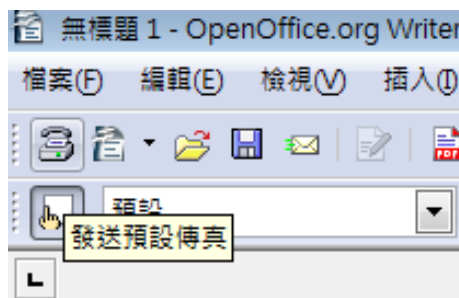 無標題 1 - OpenOffice.org Writer
檔案(F) 編輯(E) 檢視(V) 插入(I)
PDF
預設
發送預設傳真